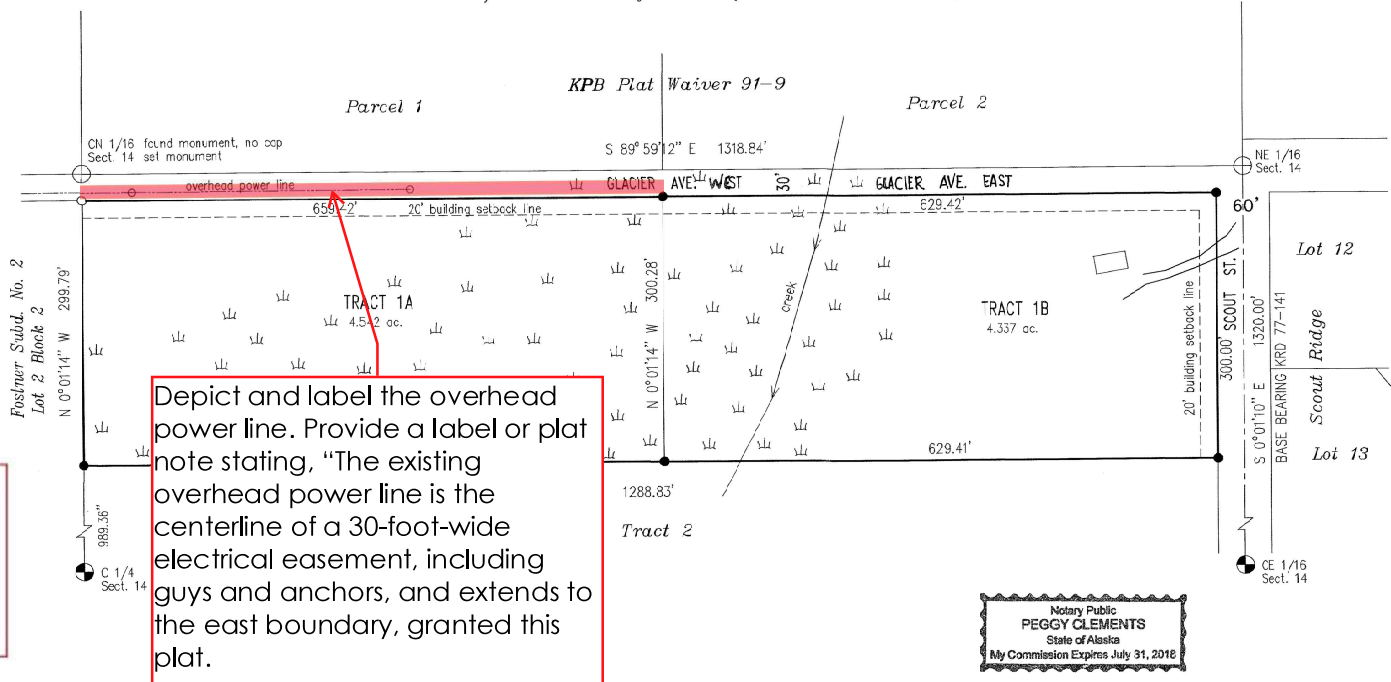 KPB Plat Waiver 91-9
Parcel 1
Parcel 2
CN 1/16 found monument, no cap
Sect. 14 set monument
S 89° 59'12" E 1318.84'
NE 1/16
Sect. 14
overhead power line
GLACIER AVE. WEST
30'
GLACIER AVE. EAST
20' building setback line
629.42'
60'
Lot 12
Fostner Subd. No. 2
Lot 2 Block 2
N 0°01'14" W 299.79'
N 0°01'14" W 300.28'
creek
TRACT 1A
4.542 ac.
TRACT 1B
4.337 ac.
20' building setback line
300.00' SCOUT ST.
S 0°01'10" E 1320.00'
BASE BEARING KRD 77-141
Scout Ridge
Lot 13
Depict and label the overhead
power line. Provide a label or plat
note stating, “The existing
overhead power line is the
centerline of a 30-foot-wide
electrical easement, including
guys and anchors, and extends to
the east boundary, granted this
plat.
629.41'
1288.83'
Tract 2
989.36"
C 1/4
Sect. 14
CE 1/16
Sect. 14
Notary Public
PEGGY CLEMENTS
State of Alaska
My Commission Expires July 31, 2018